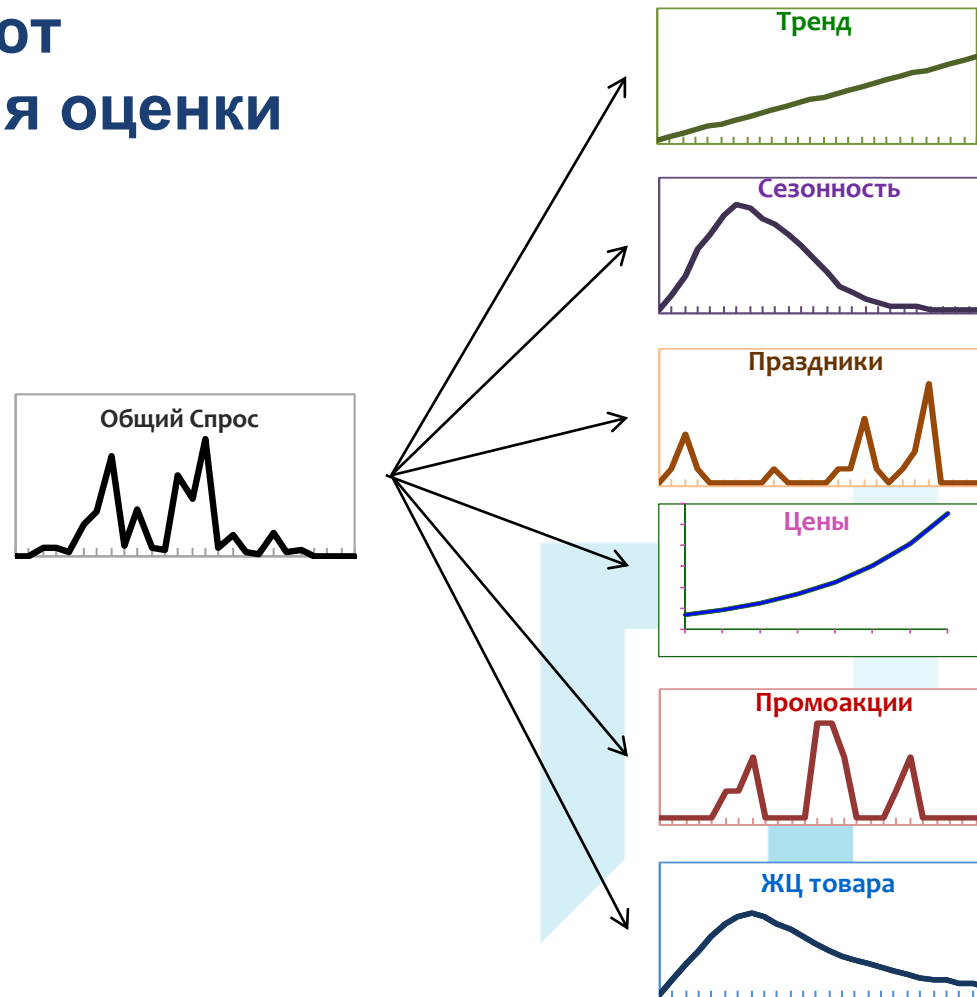 от
я оценки
Тренд
Сезонность
Праздники
Общий Спрос
Цены
Промоакции
ЖЦ товара